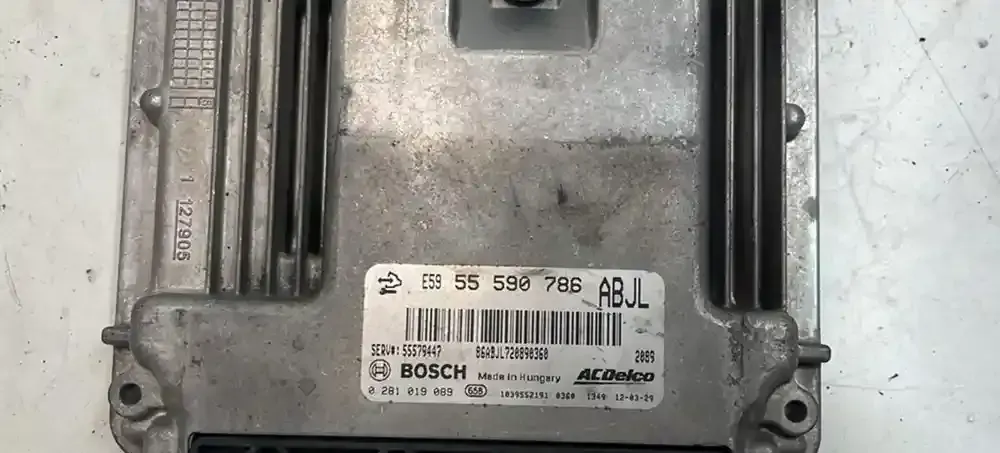 1 127905
E59 55 590 786 ABJL
SERV#: 55579447 86ABJL720890360 2089
BOSCH Made in Hungary ACDelco
0 281 019 089 658 1039S52191 0360 1349 12-03-29